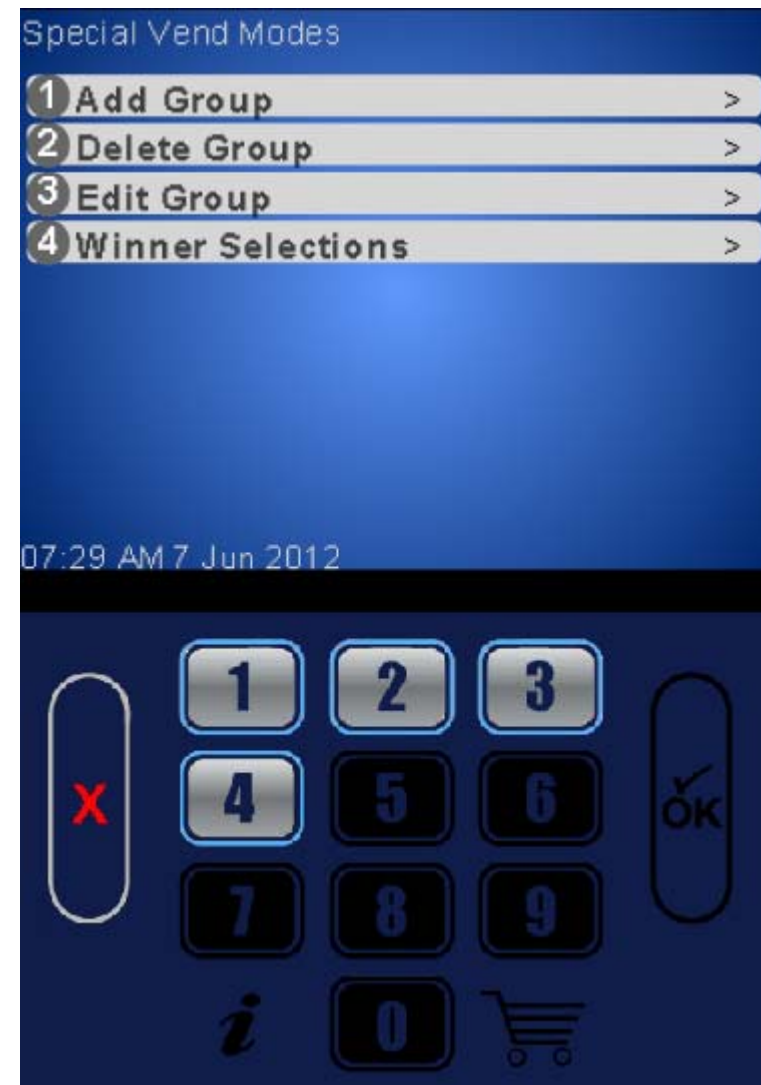 Special Vend Modes
1 Add Group >
2 Delete Group >
3 Edit Group >
4 Winner Selections >
07:29 AM 7 Jun 2012
1 2 3
X 4 5 6 OK
7 8 9
i 0